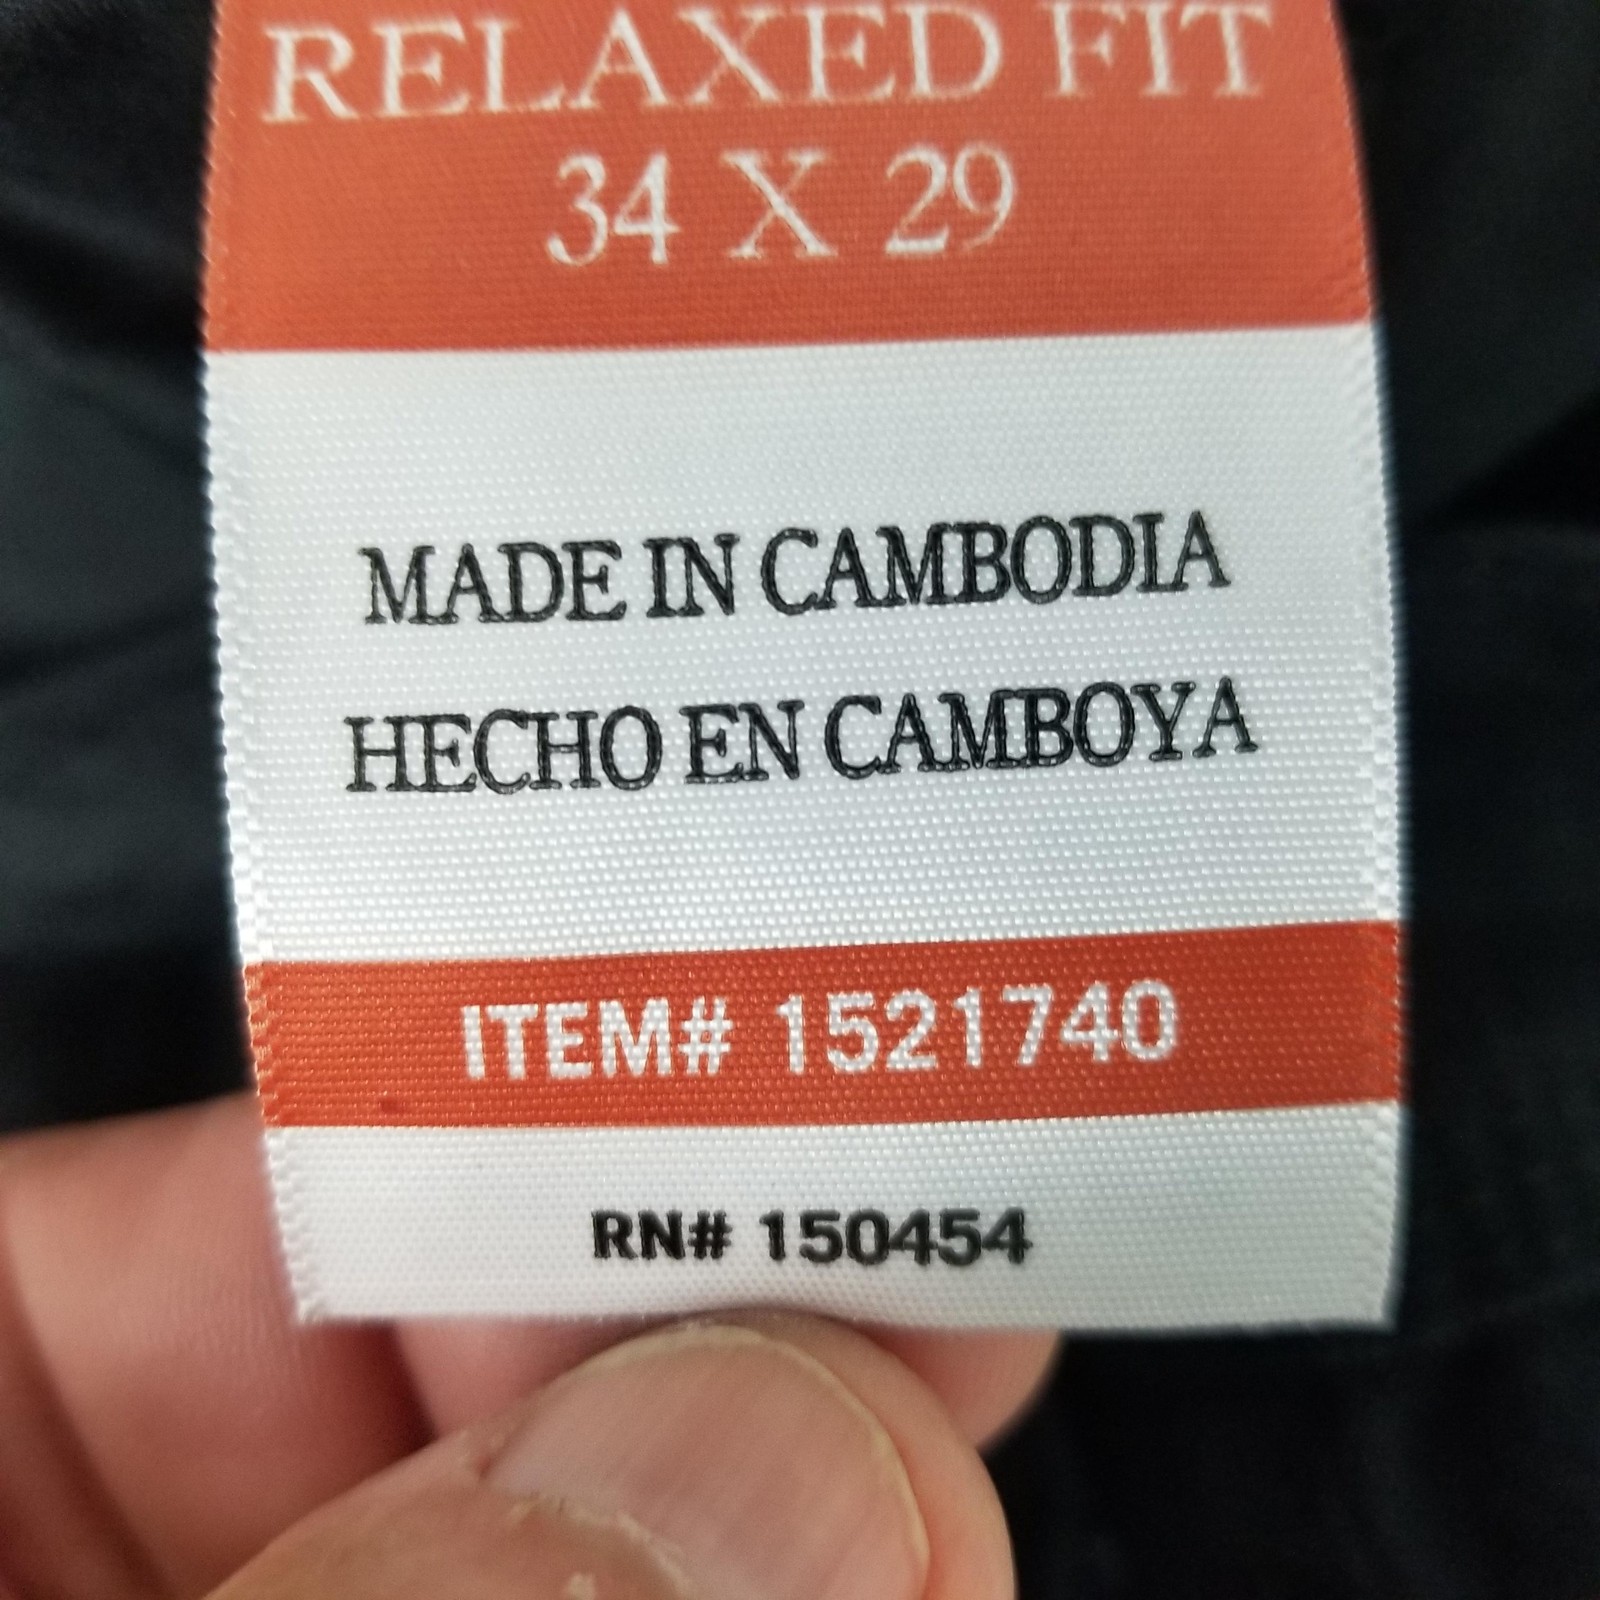 RELAXED FIT
34 X 29
MADE IN CAMBODIA
HECHO EN CAMBOYA
ITEM# 1521740
RN# 150454